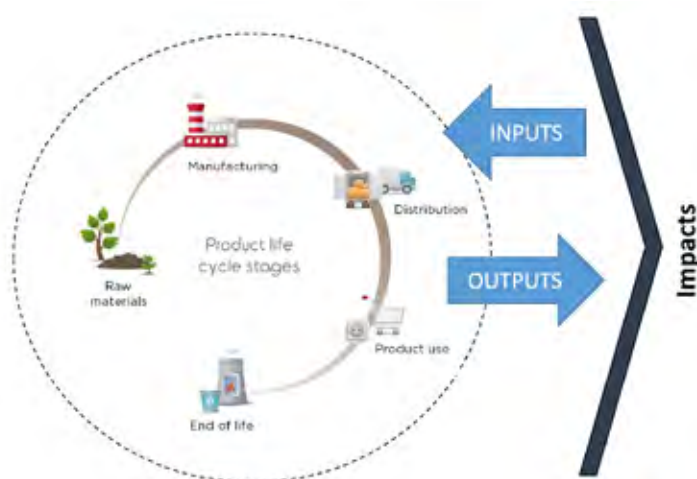 INPUTS
Manufacturing
Distribution
Product life
cycle stages
Raw
materials
OUTPUTS
Impacts
Product use
End of life